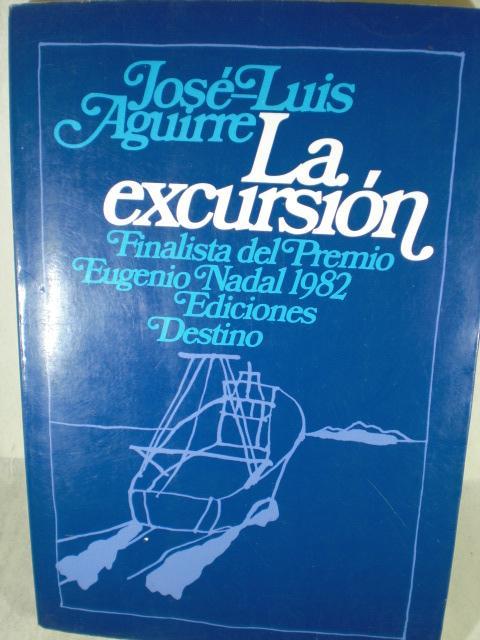 José-Luis
Aguirre
La
excursión
Finalista del Premio
Eugenio Nadal 1982
Ediciones
Destino